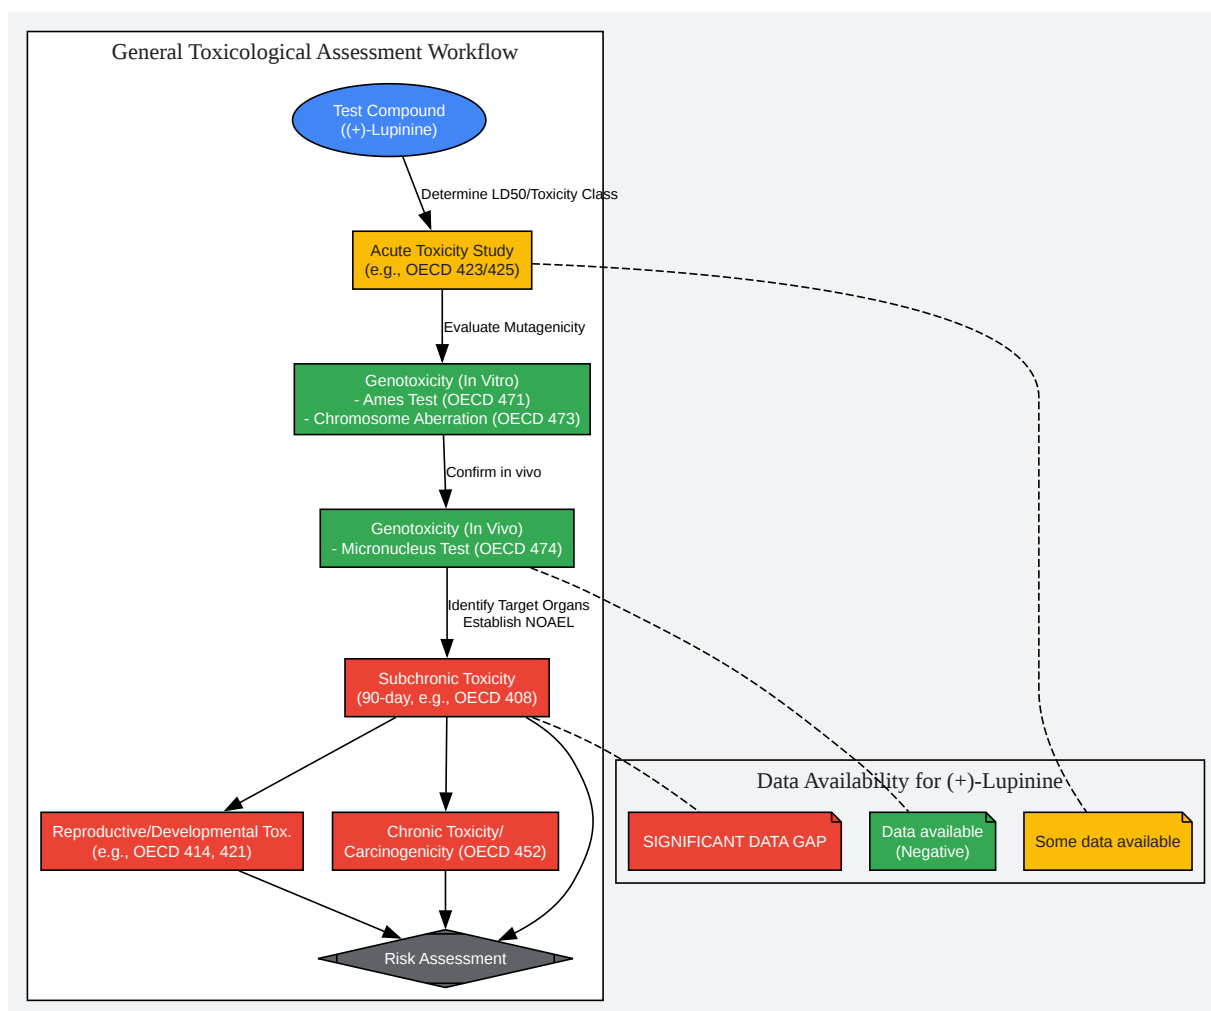 General Toxicological Assessment Workflow
Test Compound
((+)-Lupinine)
Determine LD50/Toxicity Class
Acute Toxicity Study
(e.g., OECD 423/425)
Evaluate Mutagenicity
Genotoxicity (In Vitro)
- Ames Test (OECD 471)
- Chromosome Aberration (OECD 473)
Confirm in vivo
Genotoxicity (In Vivo)
- Micronucleus Test (OECD 474)
Identify Target Organs
Establish NOAEL
Subchronic Toxicity
(90-day, e.g., OECD 408)
Reproductive/Developmental Tox.
(e.g., OECD 414, 421)
Chronic Toxicity/
Carcinogenicity (OECD 452)
Risk Assessment
Data Availability for (+)-Lupinine
SIGNIFICANT DATA GAP
Data available
(Negative)
Some data available